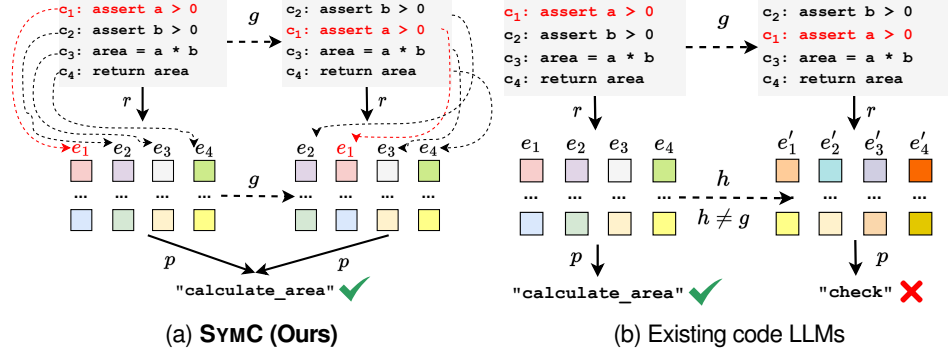 c₁: assert a > 0
c₂: assert b > 0
c₃: area = a * b
c₄: return area
g
c₂: assert b > 0
c₁: assert a > 0
c₃: area = a * b
c₄: return area
r
r
e₁ e₂ e₃ e₄
e₂ e₁ e₃ e₄
... ... ... ...
g
... ... ... ...
p
p
"calculate_area"
(a) SYMC (Ours)
c₁: assert a > 0
c₂: assert b > 0
c₃: area = a * b
c₄: return area
g
c₂: assert b > 0
c₁: assert a > 0
c₃: area = a * b
c₄: return area
r
r
e₁ e₂ e₃ e₄
e′₁ e′₂ e′₃ e′₄
... ... ... ...
h
h ≠ g
... ... ... ...
p
p
"calculate_area"
"check"
(b) Existing code LLMs